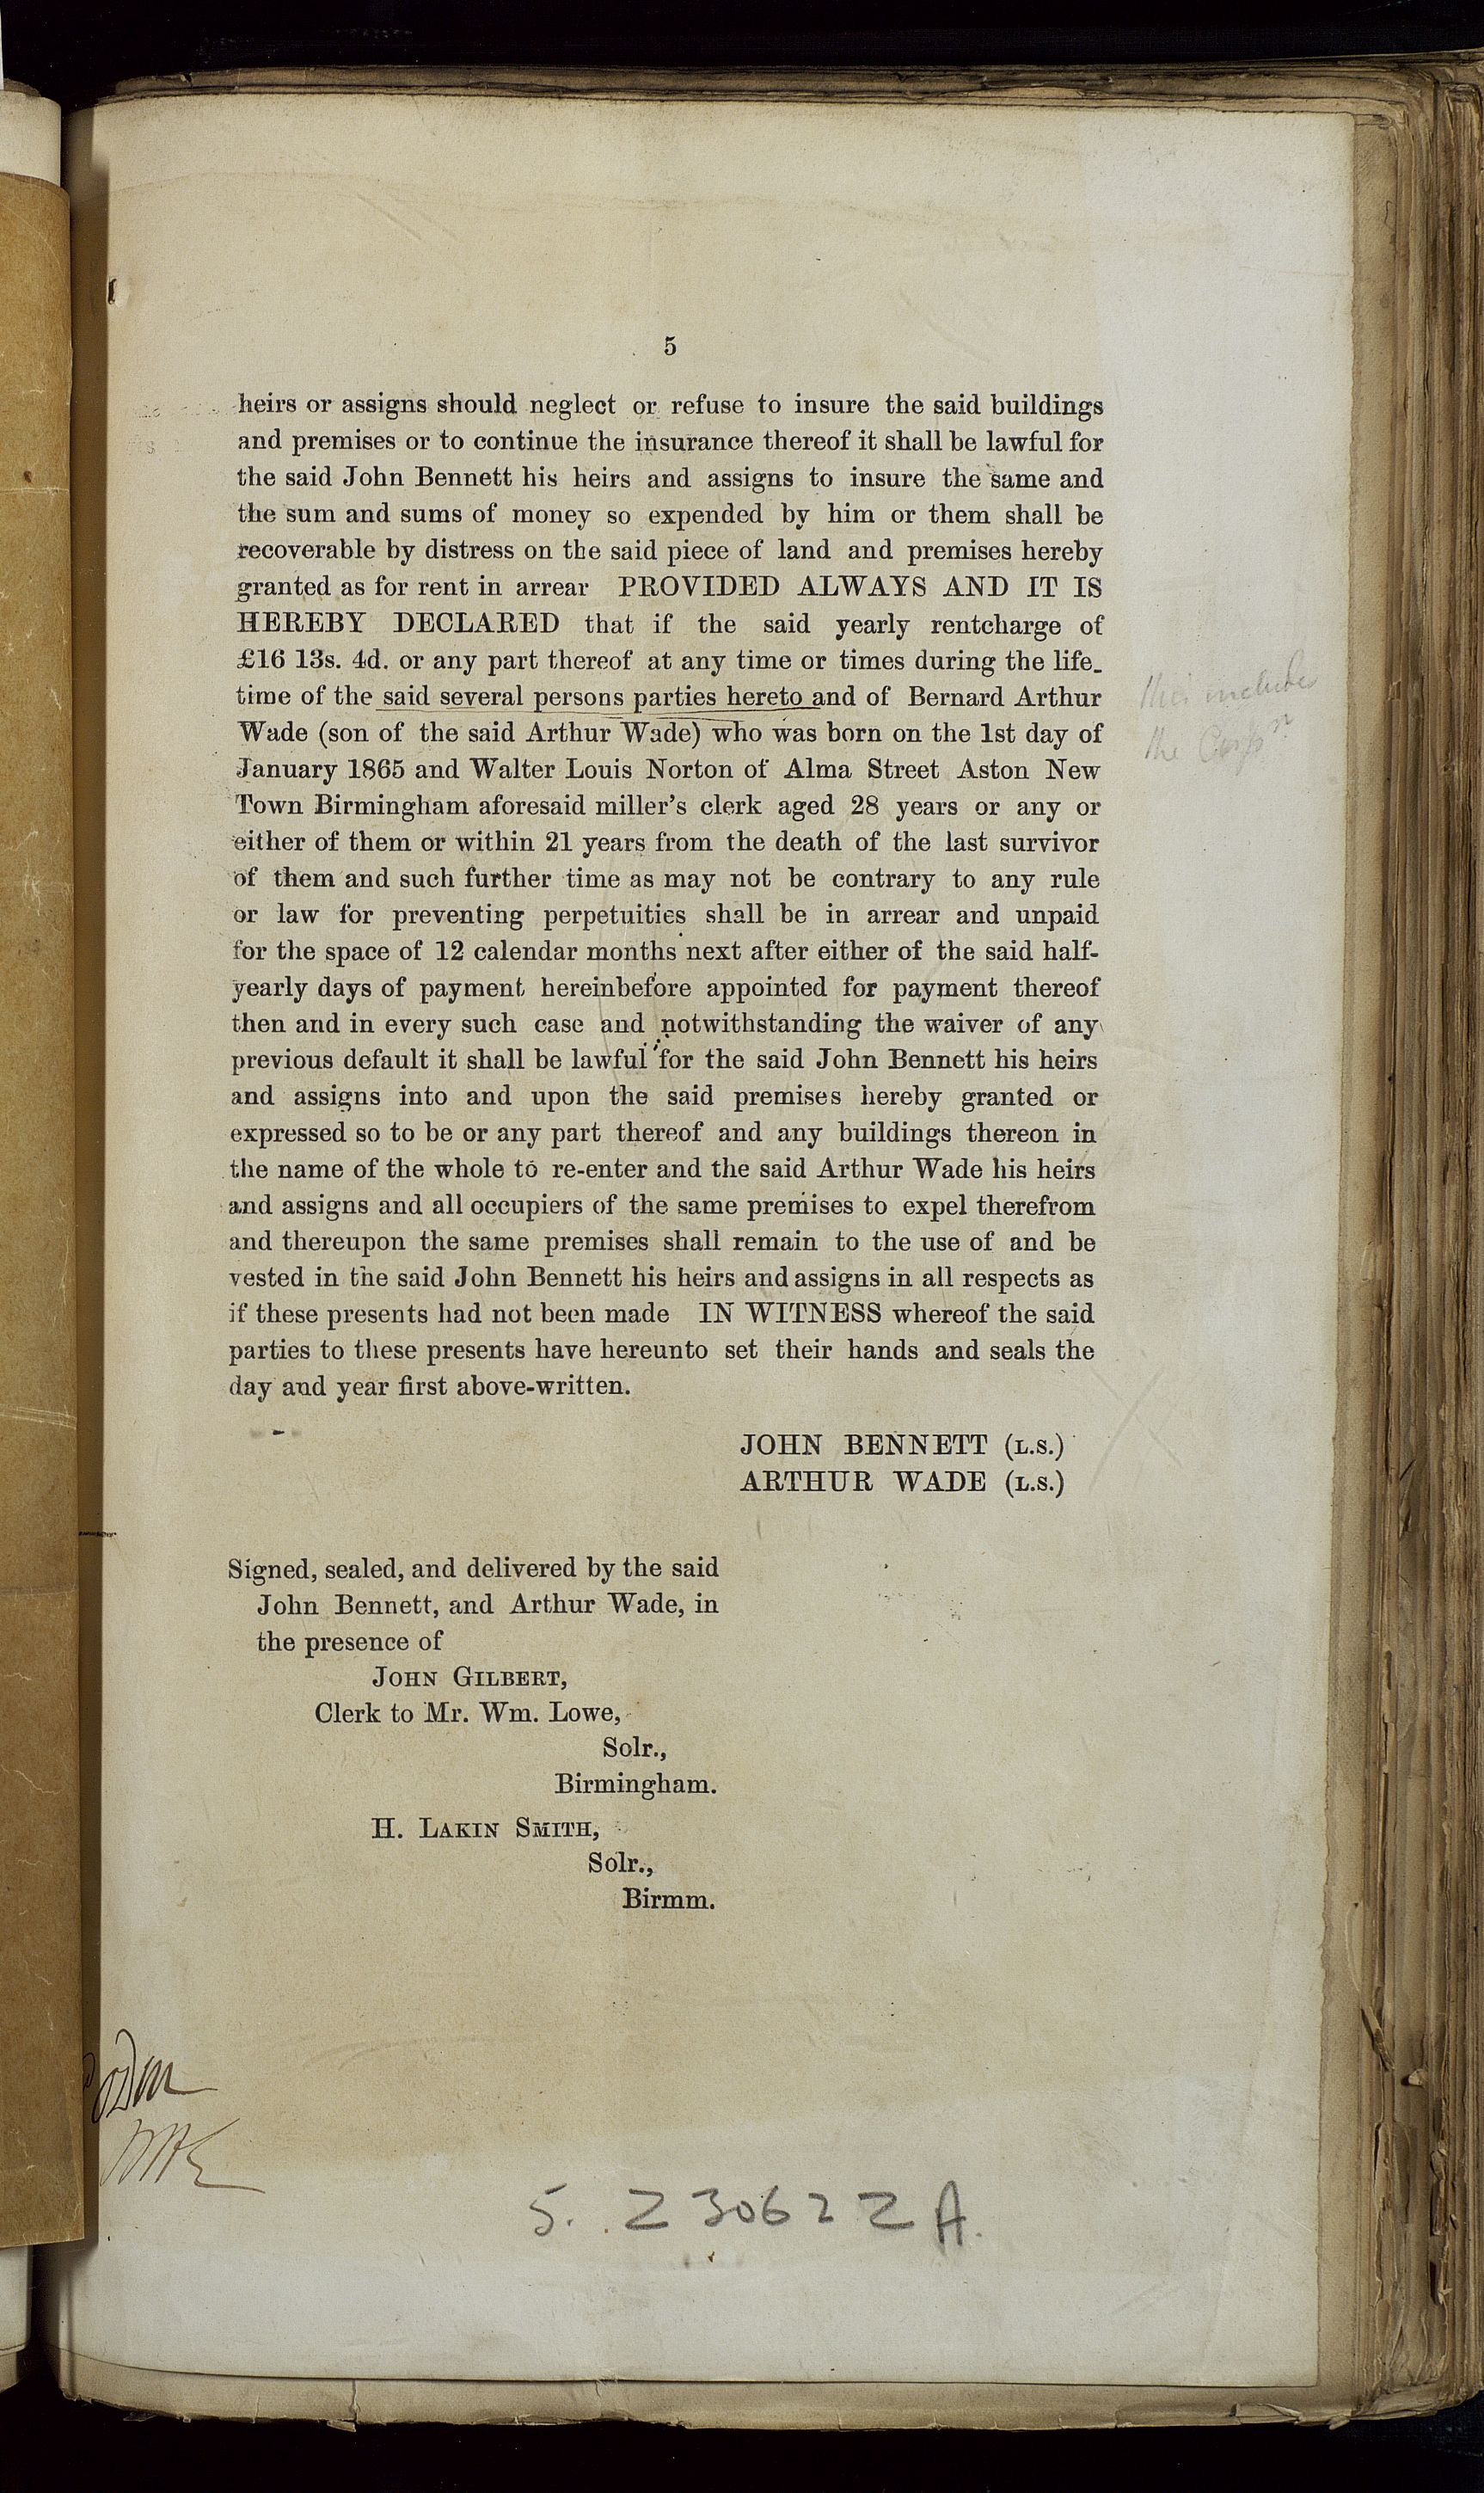 5
heirs or assigns should neglect or refuse to insure the said buildings
and premises or to continue the insurance thereof it shall be lawful for
the said John Bennett his heirs and assigns to insure the same and
the sum and sums of money so expended by him or them shall be
recoverable by distress on the said piece of land and premises hereby
granted as for rent in arrear PROVIDED ALWAYS AND IT IS
HEREBY DECLARED that if the said yearly rentcharge of
£16 13s. 4d. or any part thereof at any time or times during the life-
time of the said several persons parties hereto and of Bernard Arthur
Wade (son of the said Arthur Wade) who was born on the 1st day of
January 1865 and Walter Louis Norton of Alma Street Aston New
Town Birmingham aforesaid miller's clerk aged 28 years or any or
either of them or within 21 years from the death of the last survivor
of them and such further time as may not be contrary to any rule
or law for preventing perpetuities shall be in arrear and unpaid
for the space of 12 calendar months next after either of the said half-
yearly days of payment hereinbefore appointed for payment thereof
then and in every such case and notwithstanding the waiver of any
previous default it shall be lawful for the said John Bennett his heirs
and assigns into and upon the said premises hereby granted or
expressed so to be or any part thereof and any buildings thereon in
the name of the whole to re-enter and the said Arthur Wade his heirs
and assigns and all occupiers of the same premises to expel therefrom
and thereupon the same premises shall remain to the use of and be
vested in the said John Bennett his heirs and assigns in all respects as
if these presents had not been made IN WITNESS whereof the said
parties to these presents have hereunto set their hands and seals the
day and year first above-written.
this includes
the Corpn
JOHN BENNETT (L.S.)
ARTHUR WADE (L.S.)
Signed, sealed, and delivered by the said
John Bennett, and Arthur Wade, in
the presence of
JOHN GILBERT,
Clerk to Mr. Wm. Lowe,
Solr.,
Birmingham.
H. LAKIN SMITH,
Solr.,
Birmm.
5. Z 30622 A.